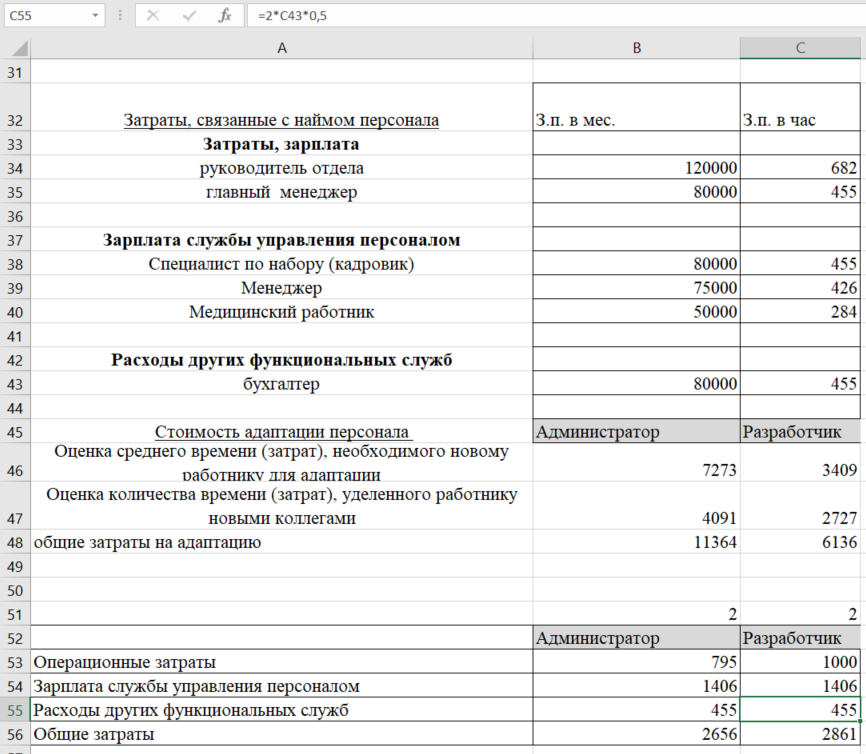 C55 fx =2*C43*0,5
A B C
31
32 Затраты, связанные с наймом персонала З.п. в мес. З.п. в час
33 Затраты, зарплата
34 руководитель отдела 120000 682
35 главный менеджер 80000 455
36
37 Зарплата службы управления персоналом
38 Специалист по набору (кадровик) 80000 455
39 Менеджер 75000 426
40 Медицинский работник 50000 284
41
42 Расходы других функциональных служб
43 бухгалтер 80000 455
44
45 Стоимость адаптации персонала Администратор Разработчик
Оценка среднего времени (затрат), необходимого новому
46 работнику для адаптации 7273 3409
Оценка количества времени (затрат), уделенного работнику
47 новыми коллегами 4091 2727
48 общие затраты на адаптацию 11364 6136
49
50
51 2 2
52 Администратор Разработчик
53 Операционные затраты 795 1000
54 Зарплата службы управления персоналом 1406 1406
55 Расходы других функциональных служб 455 455
56 Общие затраты 2656 2861